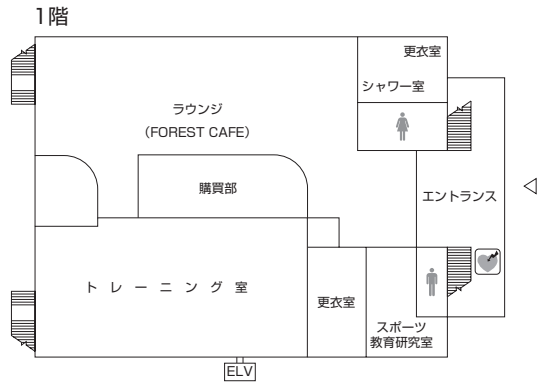 1階
更衣室
シャワー室
ラウンジ
（FOREST CAFE）
購買部
エントランス
トレーニング室
更衣室
スポーツ
教育研究室
ELV